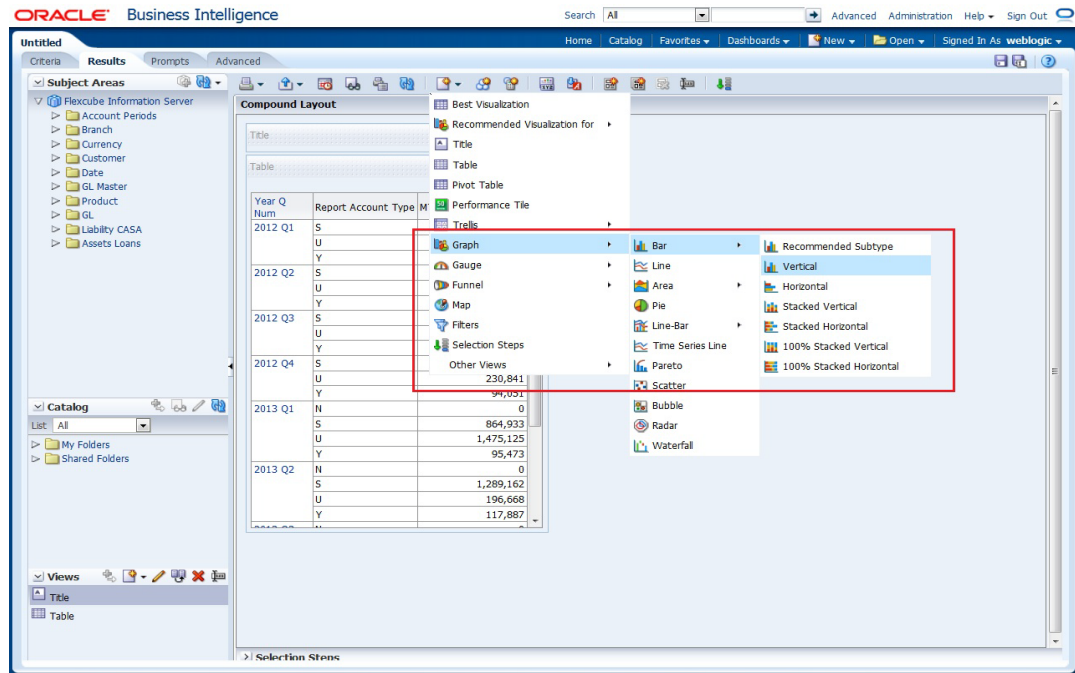 ORACLE Business Intelligence
Search All Advanced Administration Help Sign Out
Untitled
Home Catalog Favorites Dashboards New Open Signed In As weblogic
Criteria Results Prompts Advanced
Subject Areas
Flexcube Information Server
Account Periods
Branch
Currency
Customer
Date
GL Master
Product
GL
Liability CASA
Assets Loans
Catalog
List All
My Folders
Shared Folders
Views
Title
Table
Compound Layout
Title
Table
Year Q Num Report Account Type
2012 Q1 S
U
Y
2012 Q2 S
U
Y
2012 Q3 S
U
Y
2012 Q4 S
U 230,841
Y 94,051
2013 Q1 N 0
S 864,933
U 1,475,125
Y 95,473
2013 Q2 N 0
S 1,289,162
U 196,668
Y 117,887
Selection Steps
Best Visualization
Recommended Visualization for
Title
Table
Pivot Table
Performance Tile
Trellis
Graph
Gauge
Funnel
Map
Filters
Selection Steps
Other Views
Bar
Line
Area
Pie
Line-Bar
Time Series Line
Pareto
Scatter
Bubble
Radar
Waterfall
Recommended Subtype
Vertical
Horizontal
Stacked Vertical
Stacked Horizontal
100% Stacked Vertical
100% Stacked Horizontal